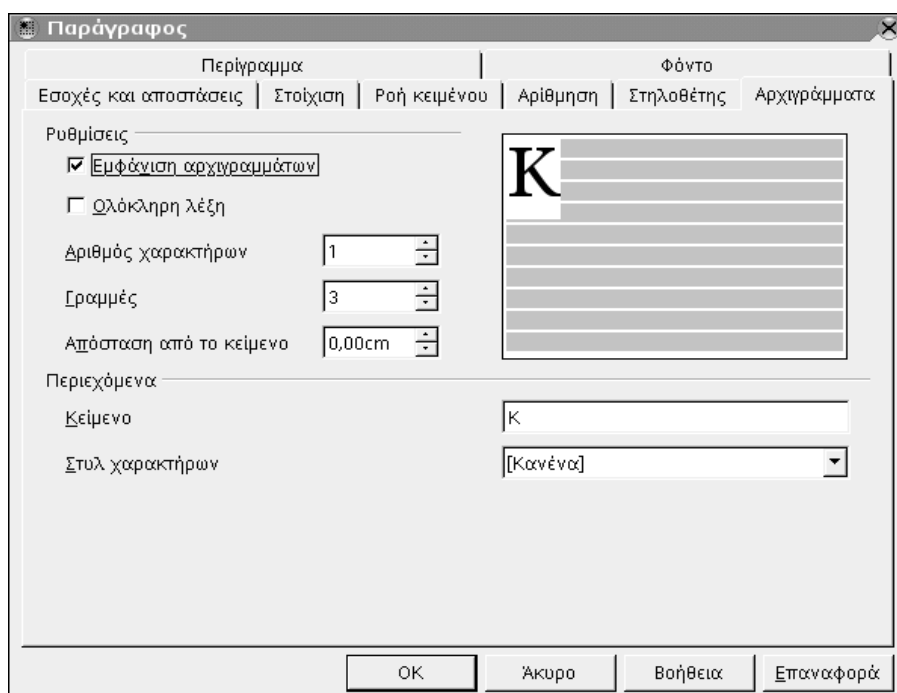 Παράγραφος
Περίγραμμα Φόντο
Εσοχές και αποστάσεις Στοίχιση Ροή κειμένου Αρίθμηση Στηλοθέτης Αρχιγράμματα
Ρυθμίσεις
Εμφάνιση αρχιγραμμάτων
Ολόκληρη λέξη
Αριθμός χαρακτήρων 1
Γραμμές 3
Απόσταση από το κείμενο 0,00cm
K
Περιεχόμενα
Κείμενο K
Στυλ χαρακτήρων [Κανένα]
OK Άκυρο Βοήθεια Επαναφορά